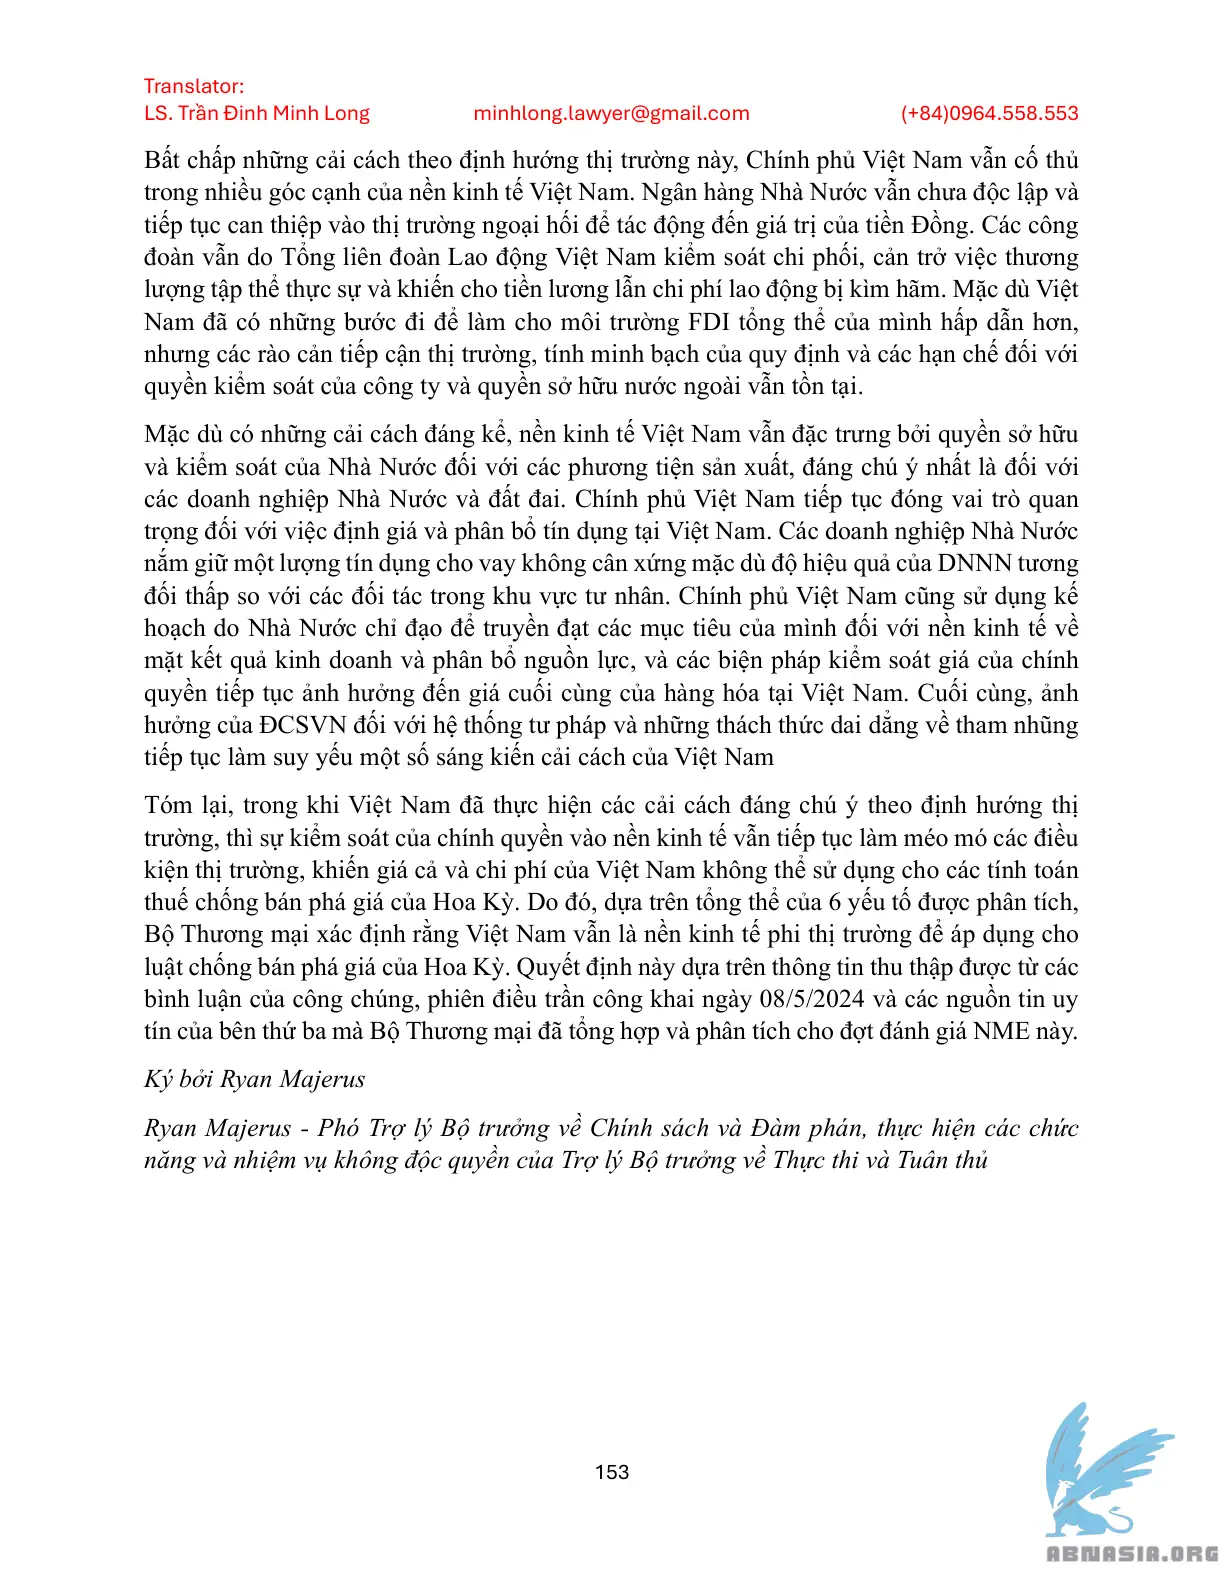 Translator:
LS. Trần Đinh Minh Long minhlong.lawyer@gmail.com (+84)0964.558.553
Bất chấp những cải cách theo định hướng thị trường này, Chính phủ Việt Nam vẫn cố thủ
trong nhiều góc cạnh của nền kinh tế Việt Nam. Ngân hàng Nhà Nước vẫn chưa độc lập và
tiếp tục can thiệp vào thị trường ngoại hối để tác động đến giá trị của tiền Đồng. Các công
đoàn vẫn do Tổng liên đoàn Lao động Việt Nam kiểm soát chi phối, cản trở việc thương
lượng tập thể thực sự và khiến cho tiền lương lẫn chi phí lao động bị kìm hãm. Mặc dù Việt
Nam đã có những bước đi để làm cho môi trường FDI tổng thể của mình hấp dẫn hơn,
nhưng các rào cản tiếp cận thị trường, tính minh bạch của quy định và các hạn chế đối với
quyền kiểm soát của công ty và quyền sở hữu nước ngoài vẫn tồn tại.
Mặc dù có những cải cách đáng kể, nền kinh tế Việt Nam vẫn đặc trưng bởi quyền sở hữu
và kiểm soát của Nhà Nước đối với các phương tiện sản xuất, đáng chú ý nhất là đối với
các doanh nghiệp Nhà Nước và đất đai. Chính phủ Việt Nam tiếp tục đóng vai trò quan
trọng đối với việc định giá và phân bổ tín dụng tại Việt Nam. Các doanh nghiệp Nhà Nước
nắm giữ một lượng tín dụng cho vay không cân xứng mặc dù độ hiệu quả của DNNN tương
đối thấp so với các đối tác trong khu vực tư nhân. Chính phủ Việt Nam cũng sử dụng kế
hoạch do Nhà Nước chỉ đạo để truyền đạt các mục tiêu của mình đối với nền kinh tế về
mặt kết quả kinh doanh và phân bổ nguồn lực, và các biện pháp kiểm soát giá của chính
quyền tiếp tục ảnh hưởng đến giá cuối cùng của hàng hóa tại Việt Nam. Cuối cùng, ảnh
hưởng của ĐCSVN đối với hệ thống tư pháp và những thách thức dai dẳng về tham nhũng
tiếp tục làm suy yếu một số sáng kiến cải cách của Việt Nam
Tóm lại, trong khi Việt Nam đã thực hiện các cải cách đáng chú ý theo định hướng thị
trường, thì sự kiểm soát của chính quyền vào nền kinh tế vẫn tiếp tục làm méo mó các điều
kiện thị trường, khiến giá cả và chi phí của Việt Nam không thể sử dụng cho các tính toán
thuế chống bán phá giá của Hoa Kỳ. Do đó, dựa trên tổng thể của 6 yếu tố được phân tích,
Bộ Thương mại xác định rằng Việt Nam vẫn là nền kinh tế phi thị trường để áp dụng cho
luật chống bán phá giá của Hoa Kỳ. Quyết định này dựa trên thông tin thu thập được từ các
bình luận của công chúng, phiên điều trần công khai ngày 08/5/2024 và các nguồn tin uy
tín của bên thứ ba mà Bộ Thương mại đã tổng hợp và phân tích cho đợt đánh giá NME này.
Ký bởi Ryan Majerus
Ryan Majerus - Phó Trợ lý Bộ trưởng về Chính sách và Đàm phán, thực hiện các chức
năng và nhiệm vụ không độc quyền của Trợ lý Bộ trưởng về Thực thi và Tuân thủ
153
ABNASIA.ORG